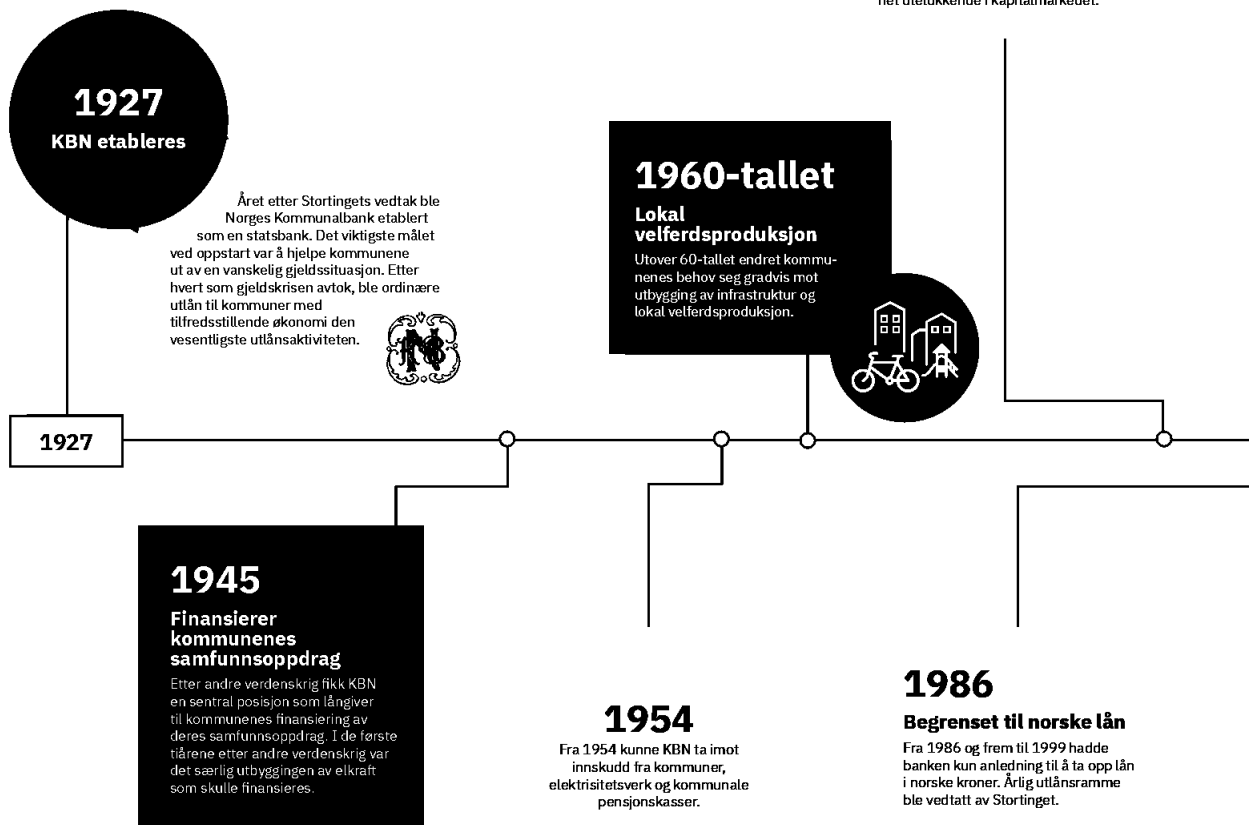 net utelukkende i kapitalmarkedet.
1927
KBN etableres
Året etter Stortingets vedtak ble
Norges Kommunalbank etablert
som en statsbank. Det viktigste målet
ved oppstart var å hjelpe kommunene
ut av en vanskelig gjeldssituasjon. Etter
hvert som gjeldskrisen avtok, ble ordinære
utlån til kommuner med
tilfredsstillende økonomi den
vesentligste utlånsaktiviteten.
1960-tallet
Lokal
velferdsproduksjon
Utover 60-tallet endret kommu-
nenes behov seg gradvis mot
utbygging av infrastruktur og
lokal velferdsproduksjon.
1927
1945
Finansierer
kommunenes
samfunnsoppdrag
Etter andre verdenskrig fikk KBN
en sentral posisjon som långiver
til kommunenes finansiering av
deres samfunnsoppdrag. I de første
tiårene etter andre verdenskrig var
det særlig utbyggingen av elkraft
som skulle finansieres.
1954
Fra 1954 kunne KBN ta imot
innskudd fra kommuner,
elektrisitetsverk og kommunale
pensjonskasser.
1986
Begrenset til norske lån
Fra 1986 og frem til 1999 hadde
banken kun anledning til å ta opp lån
i norske kroner. Årlig utlånsramme
ble vedtatt av Stortinget.